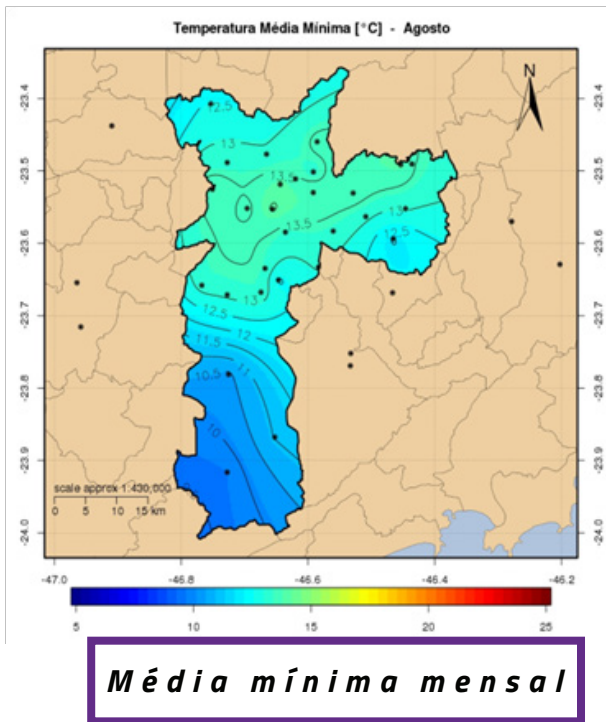 Temperatura Média Mínima [°C] - Agosto
N
-23.4
-23.5
-23.6
-23.7
-23.8
-23.9
-24.0
12.5
13
13.5
13.5
13
12.5
13
12.5
12
11.5
11
10.5
10
scale approx 1:430,000
0 5 10 15 km
-47.0 -46.8 -46.6 -46.4 -46.2
5 10 15 20 25
Média mínima mensal